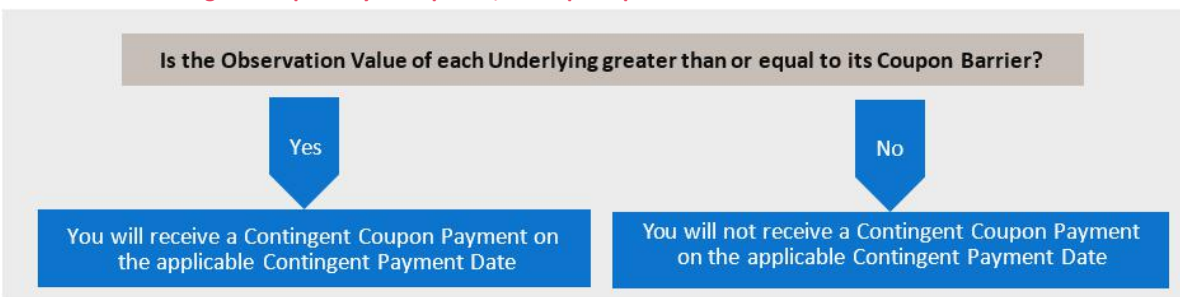 Is the Observation Value of each Underlying greater than or equal to its Coupon Barrier?
Yes
No
You will receive a Contingent Coupon Payment on
the applicable Contingent Payment Date
You will not receive a Contingent Coupon Payment
on the applicable Contingent Payment Date